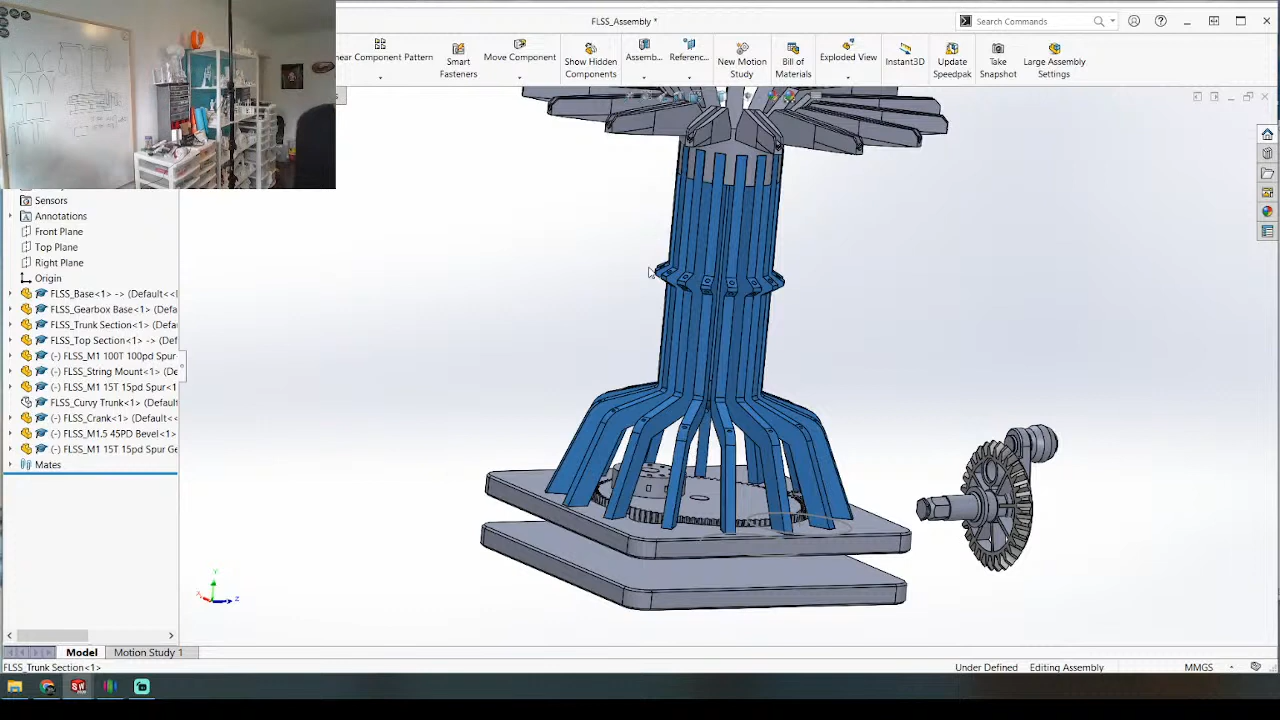 FLSS_Assembly *
Search Commands
near Component Pattern
Smart Fasteners
Move Component
Show Hidden Components
Assemb...
Referenc...
New Motion Study
Bill of Materials
Exploded View
Instant3D
Update Speedpak
Take Snapshot
Large Assembly Settings
Sensors
Annotations
Front Plane
Top Plane
Right Plane
Origin
FLSS_Base<1> -> (Default<<
FLSS_Gearbox Base<1> (Def
FLSS_Trunk Section<1> (Defa
FLSS_Top Section<1> -> (Def
(-) FLSS_M1 100T 100pd Spur
(-) FLSS_String Mount<1> (De
(-) FLSS_M1 15T 15pd Spur<1
FLSS_Curvy Trunk<1> (Default
(-) FLSS_Crank<1> (Default<<
(-) FLSS_M1.5 45PD Bevel<1>
(-) FLSS_M1 15T 15pd Spur Ge
Mates
Y
X
Z
Model
Motion Study 1
FLSS_Trunk Section<1>
Under Defined
Editing Assembly
MMGS
SW